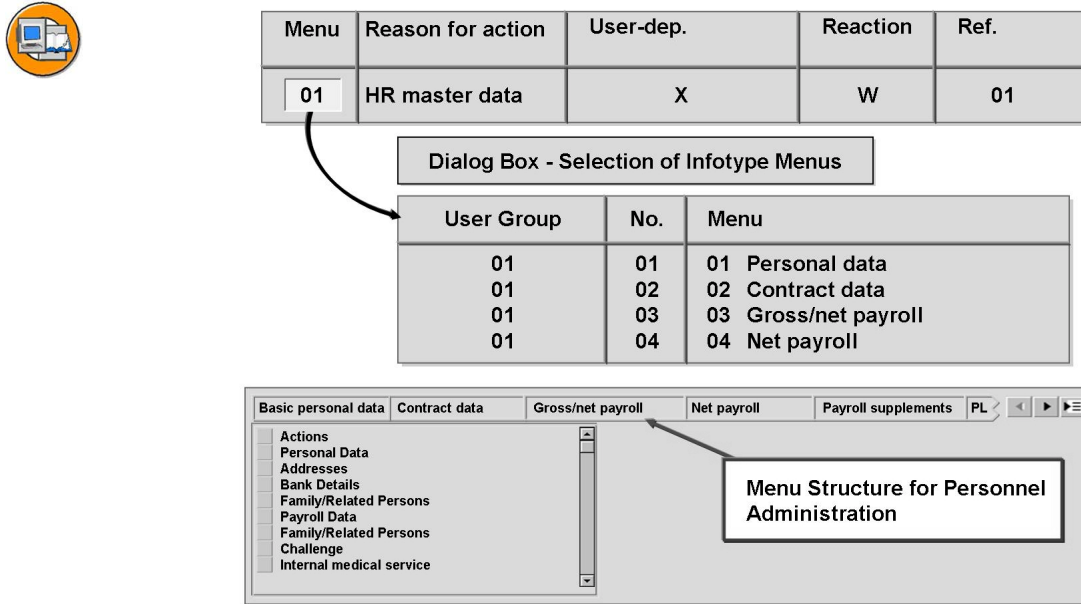 Menu Reason for action User-dep. Reaction Ref.
01 HR master data X W 01
Dialog Box - Selection of Infotype Menus
User Group No. Menu
01 01 01 Personal data
01 02 02 Contract data
01 03 03 Gross/net payroll
01 04 04 Net payroll
Basic personal data Contract data Gross/net payroll Net payroll Payroll supplements PL
Actions
Personal Data
Addresses
Bank Details
Family/Related Persons
Payroll Data
Family/Related Persons
Challenge
Internal medical service
Menu Structure for Personnel
Administration